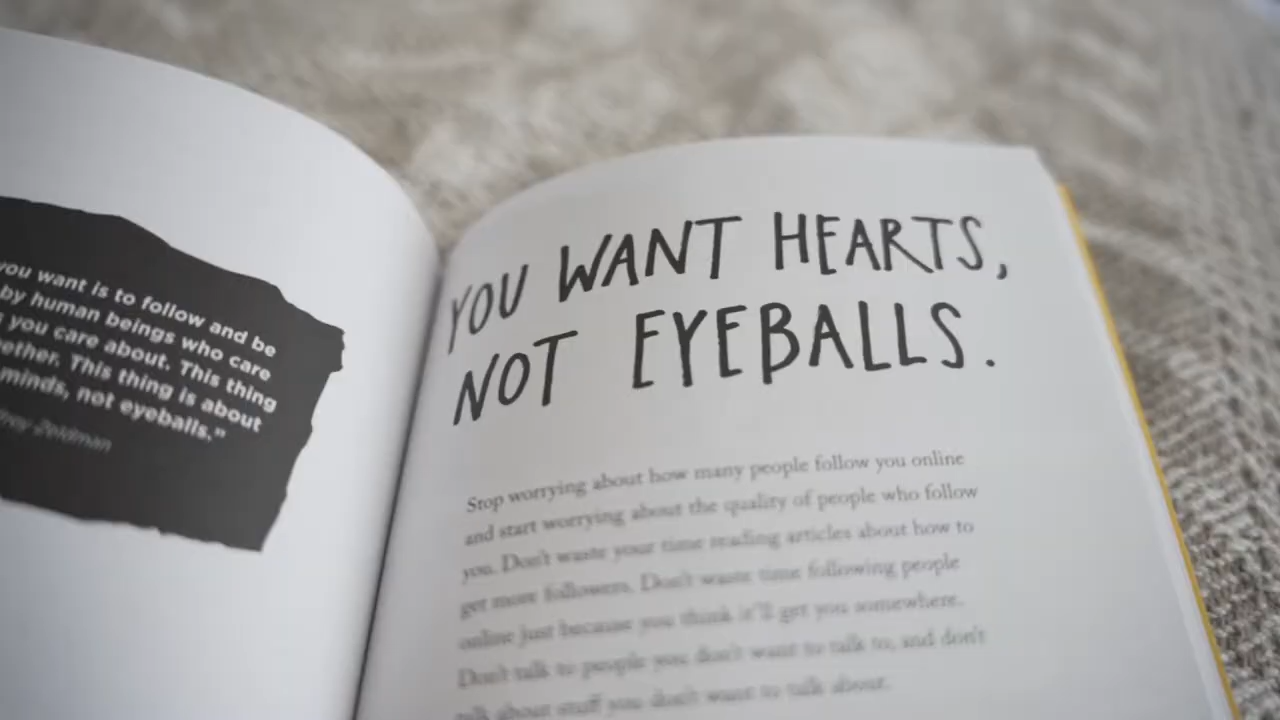 you want is to follow and be
by human beings who care
you care about. This thing
This thing is about
minds, not eyeballs.”
Zeldman
YOU WANT HEARTS,
NOT EYEBALLS.
Stop worrying about how many people follow you online
and start worrying about the quality of people who follow
you. Don't waste your time reading articles about how to
get more followers. Don't waste time following people
online just because you think it'll get you somewhere.
Don't talk to people you don't want to talk to, and don't
talk about stuff you don't want to talk about.